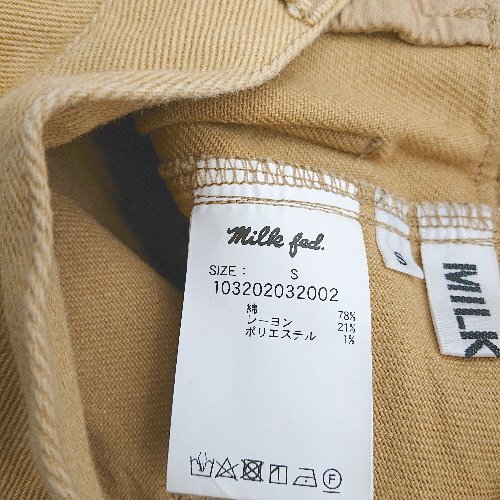 milk fed.
SIZE: S
103202032002
綿 78%
レーヨン 21%
ポリエステル 1%
S
MILK